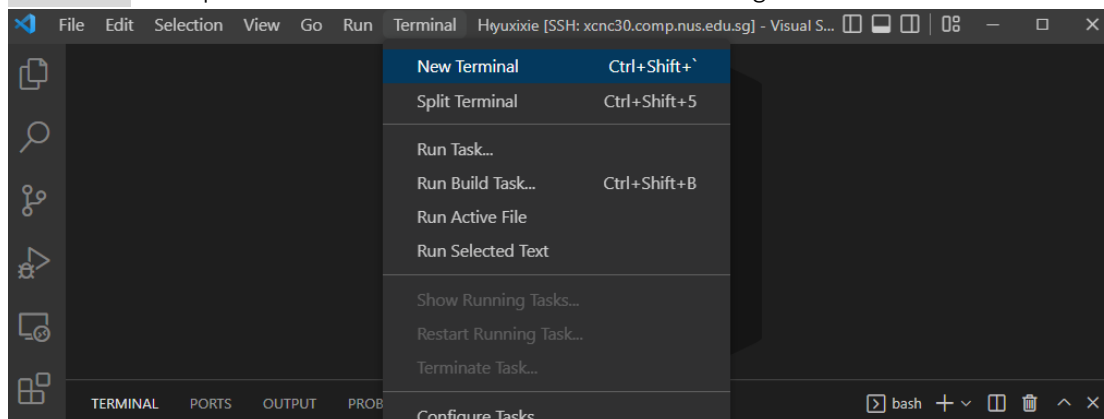 File Edit Selection View Go Run Terminal yuxixie [SSH: xcnc30.comp.nus.edu.sg] - Visual S...
New Terminal Ctrl+Shift+`
Split Terminal Ctrl+Shift+5
Run Task...
Run Build Task... Ctrl+Shift+B
Run Active File
Run Selected Text
Show Running Tasks...
Restart Running Task...
Terminate Task...
TERMINAL PORTS OUTPUT PROB bash
Configure Tasks